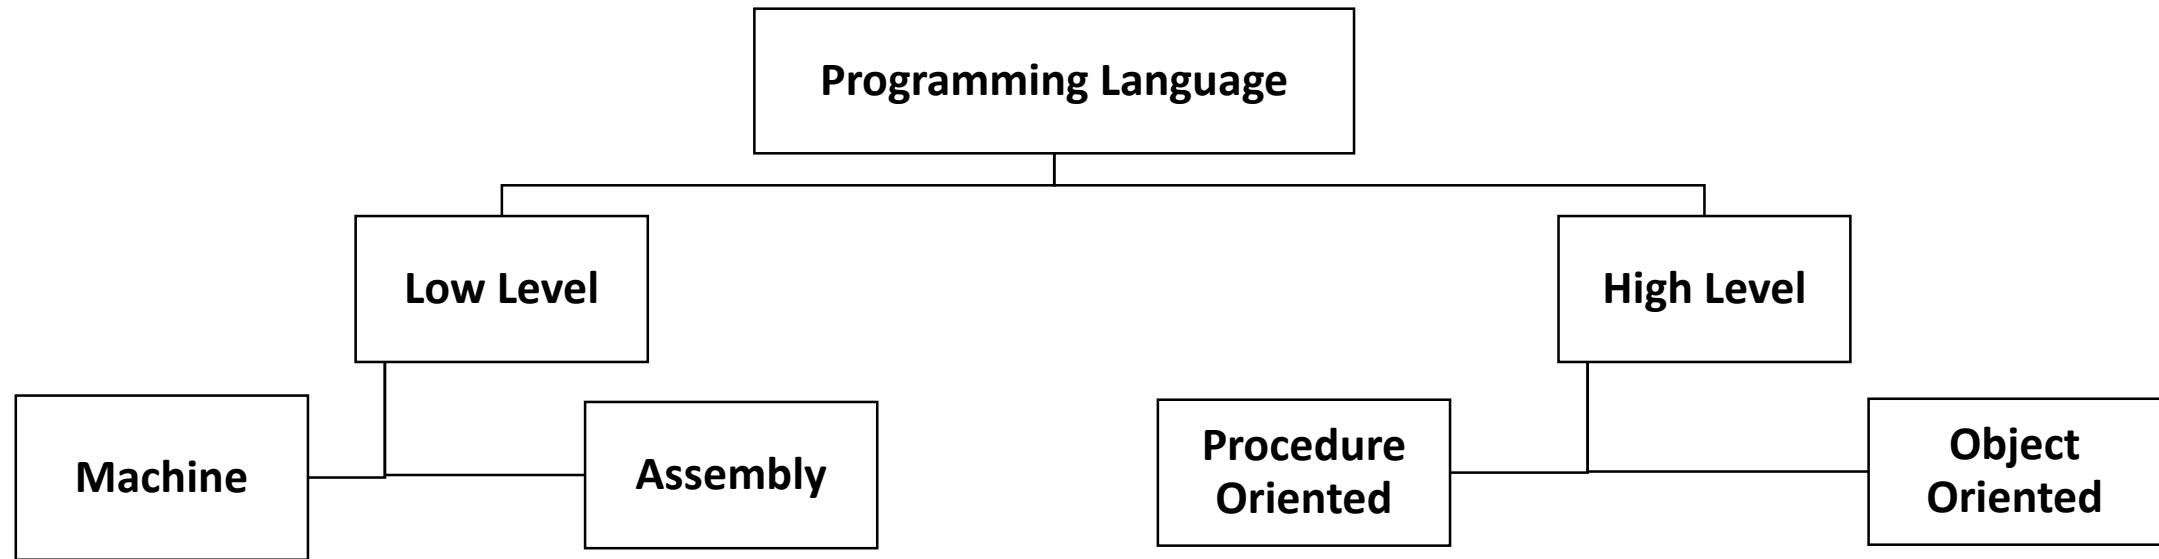 Programming Language
Low Level
High Level
Machine
Assembly
Procedure
Oriented
Object
Oriented